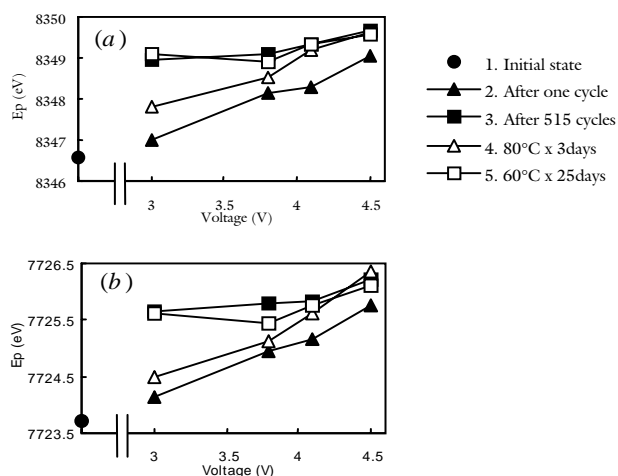 8350
8349
8348
8347
8346
Ep (eV)
(a)
3 3.5 4 4.5
Voltage (V)
1. Initial state
2. After one cycle
3. After 515 cycles
4. 80°C x 3days
5. 60°C x 25days
7726.5
7725.5
7724.5
7723.5
Ep (eV)
(b)
3 3.5 4 4.5
Voltage (V)